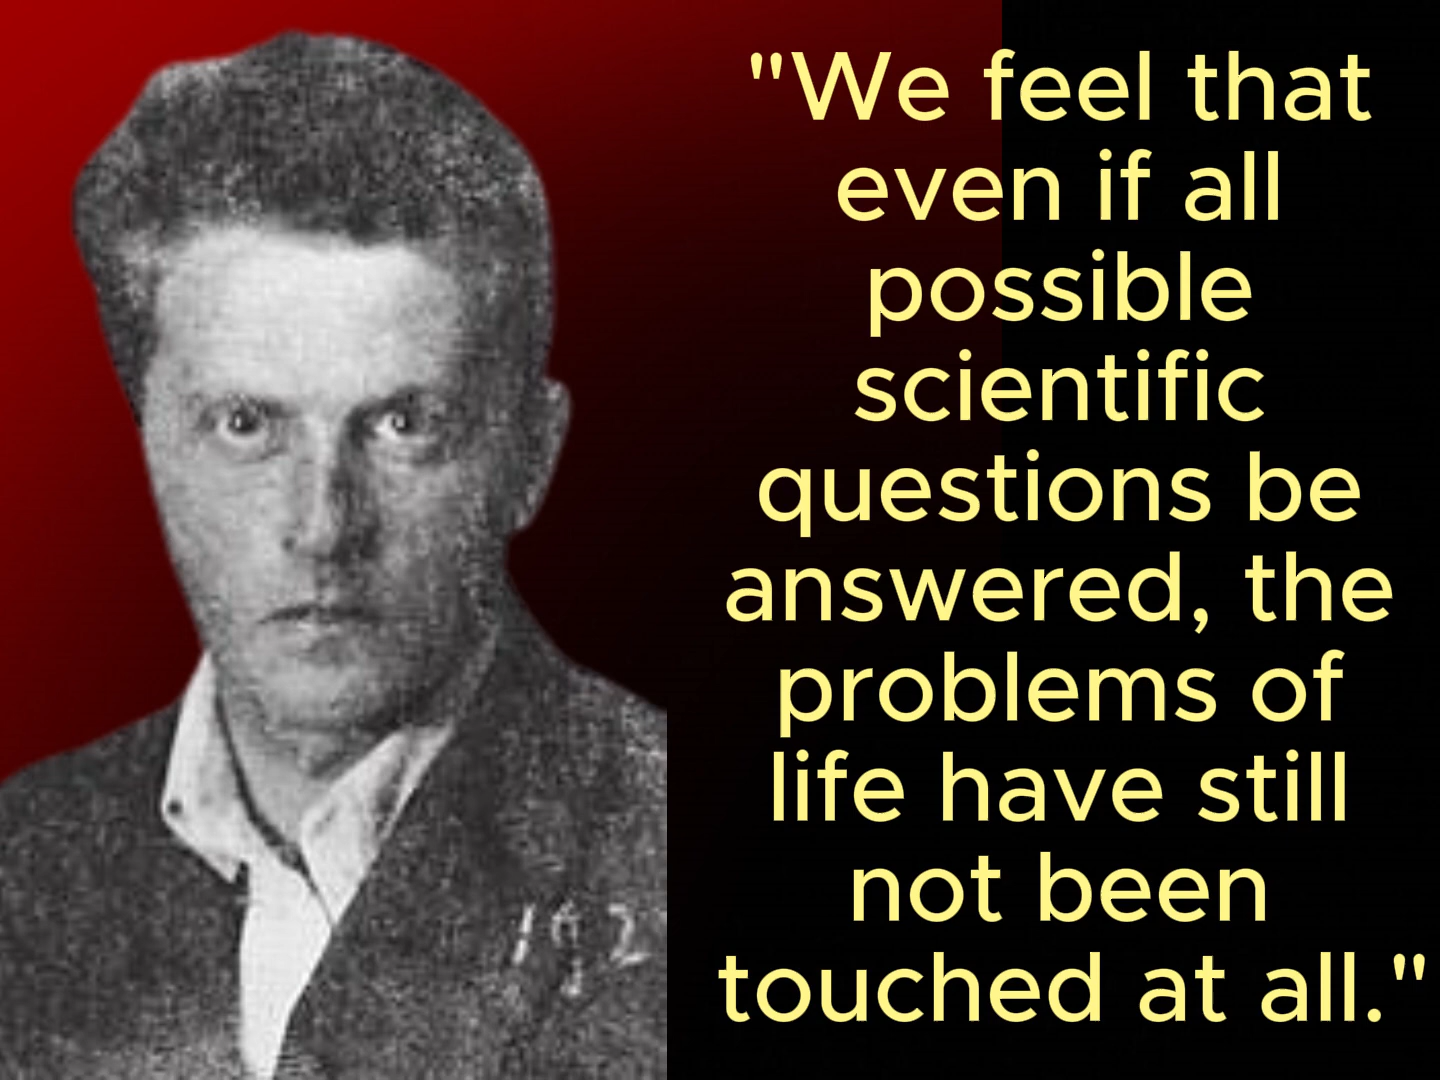 "We feel that
even if all
possible
scientific
questions be
answered, the
problems of
life have still
not been
touched at all."